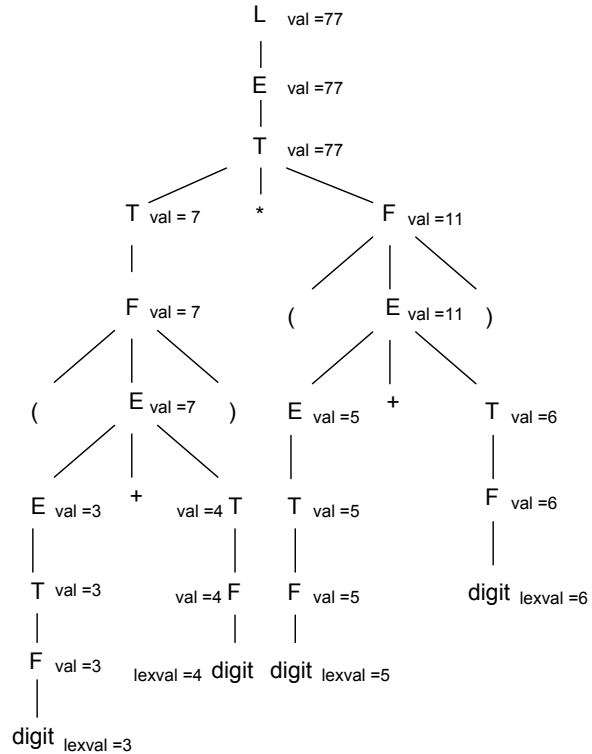 L val =77
E val =77
T val =77
T val = 7 * F val =11
F val = 7 ( E val =11 )
( E val =7 ) E val =5 + T val =6
E val =3 + val =4 T T val =5 F val =6
T val =3 val =4 F F val =5 digit lexval =6
F val =3 lexval =4 digit digit lexval =5
digit lexval =3